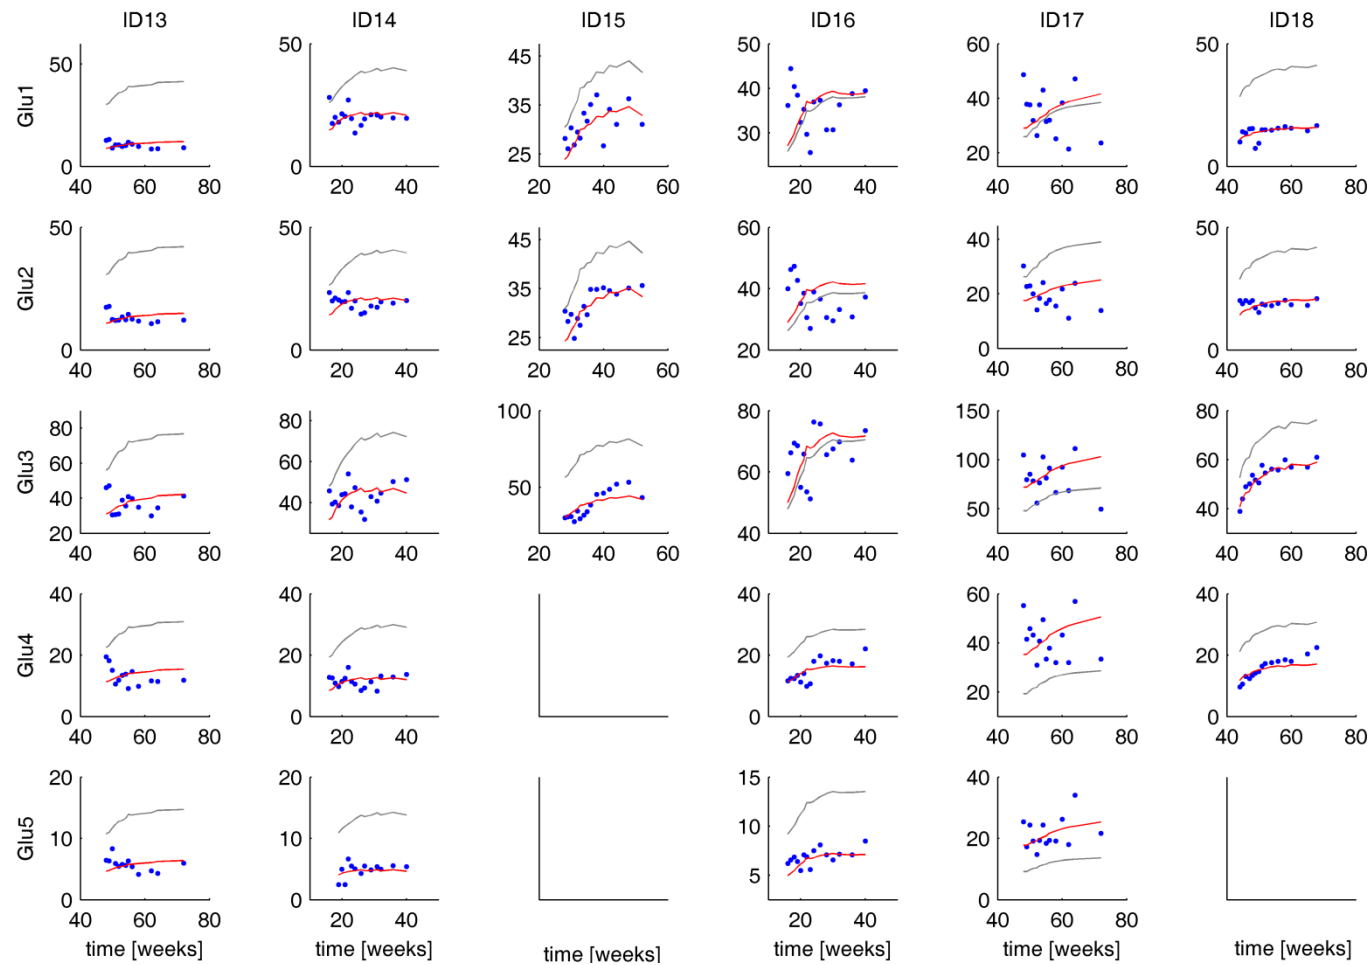 ID13 ID14 ID15 ID16 ID17 ID18
50 50 60 50
50 45
40
Glu1 35 40
30
0 0 25 20 0
40 60 80 20 40 20 40 60 20 40 40 60 80 40 60 80
50 50 45 60 40 50
Glu2 35 40 20
0 0 25 20 0 0
40 60 80 20 40 20 40 60 20 40 40 60 80 40 60 80
80 80 100 80 150 80
Glu3 60 60 50 60 100 60
40 40 50
20 0 40 40
40 60 80 20 40 20 40 60 20 40 40 60 80 40 60 80
40 40 40 60 40
Glu4 20 20 20 40 20
0 0 0 20 0
40 60 80 20 40 20 40 40 60 80
20 20 15 40
Glu5 10 10 10 20
0 0 5 0
40 60 80 20 40 20 40 40 60 80
time [weeks] time [weeks] time [weeks] time [weeks] time [weeks] time [weeks]